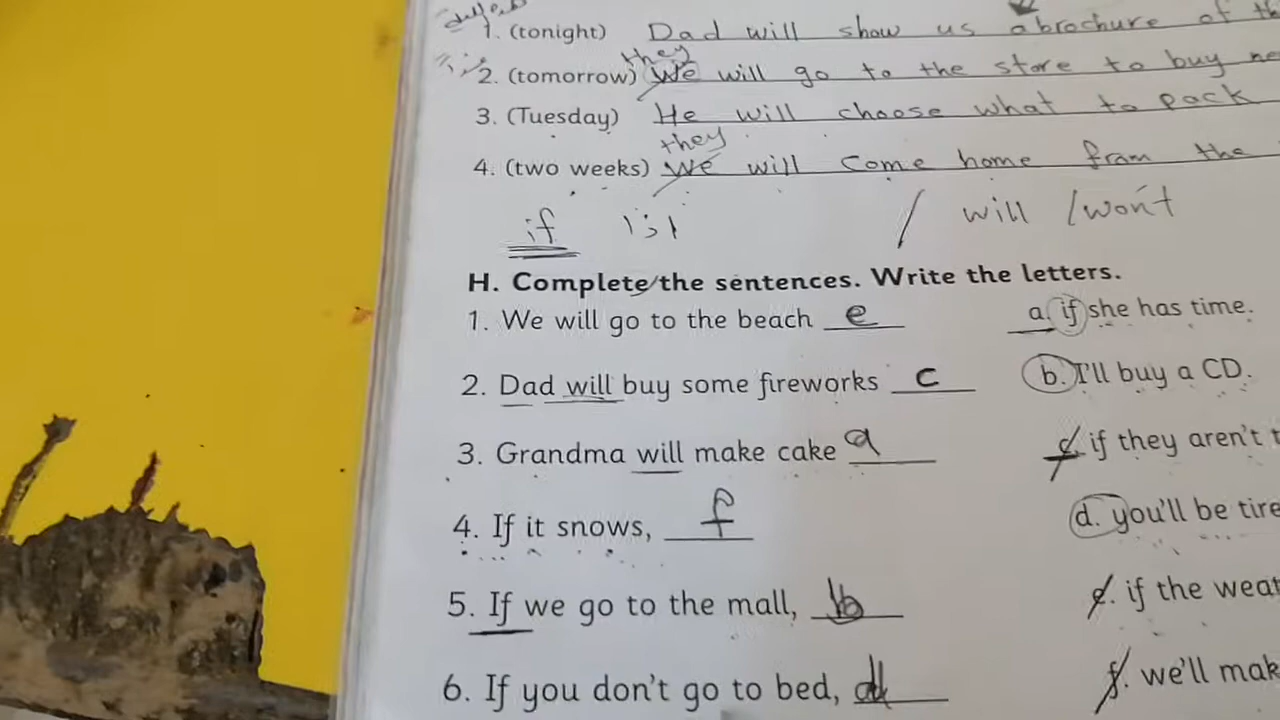 1. (tonight) Dad will show us a brochure of th
they
2. (tomorrow) We will go to the store to buy ne
3. (Tuesday) He will choose what to pack
they
4. (two weeks) We will come home fram the
if اذا / will / won't
H. Complete the sentences. Write the letters.
1. We will go to the beach e a. if she has time.
2. Dad will buy some fireworks c b. I'll buy a CD.
3. Grandma will make cake a c. if they aren't t
4. If it snows, f d. you'll be tire
5. If we go to the mall, b e. if the weat
6. If you don't go to bed, d f. we'll mak